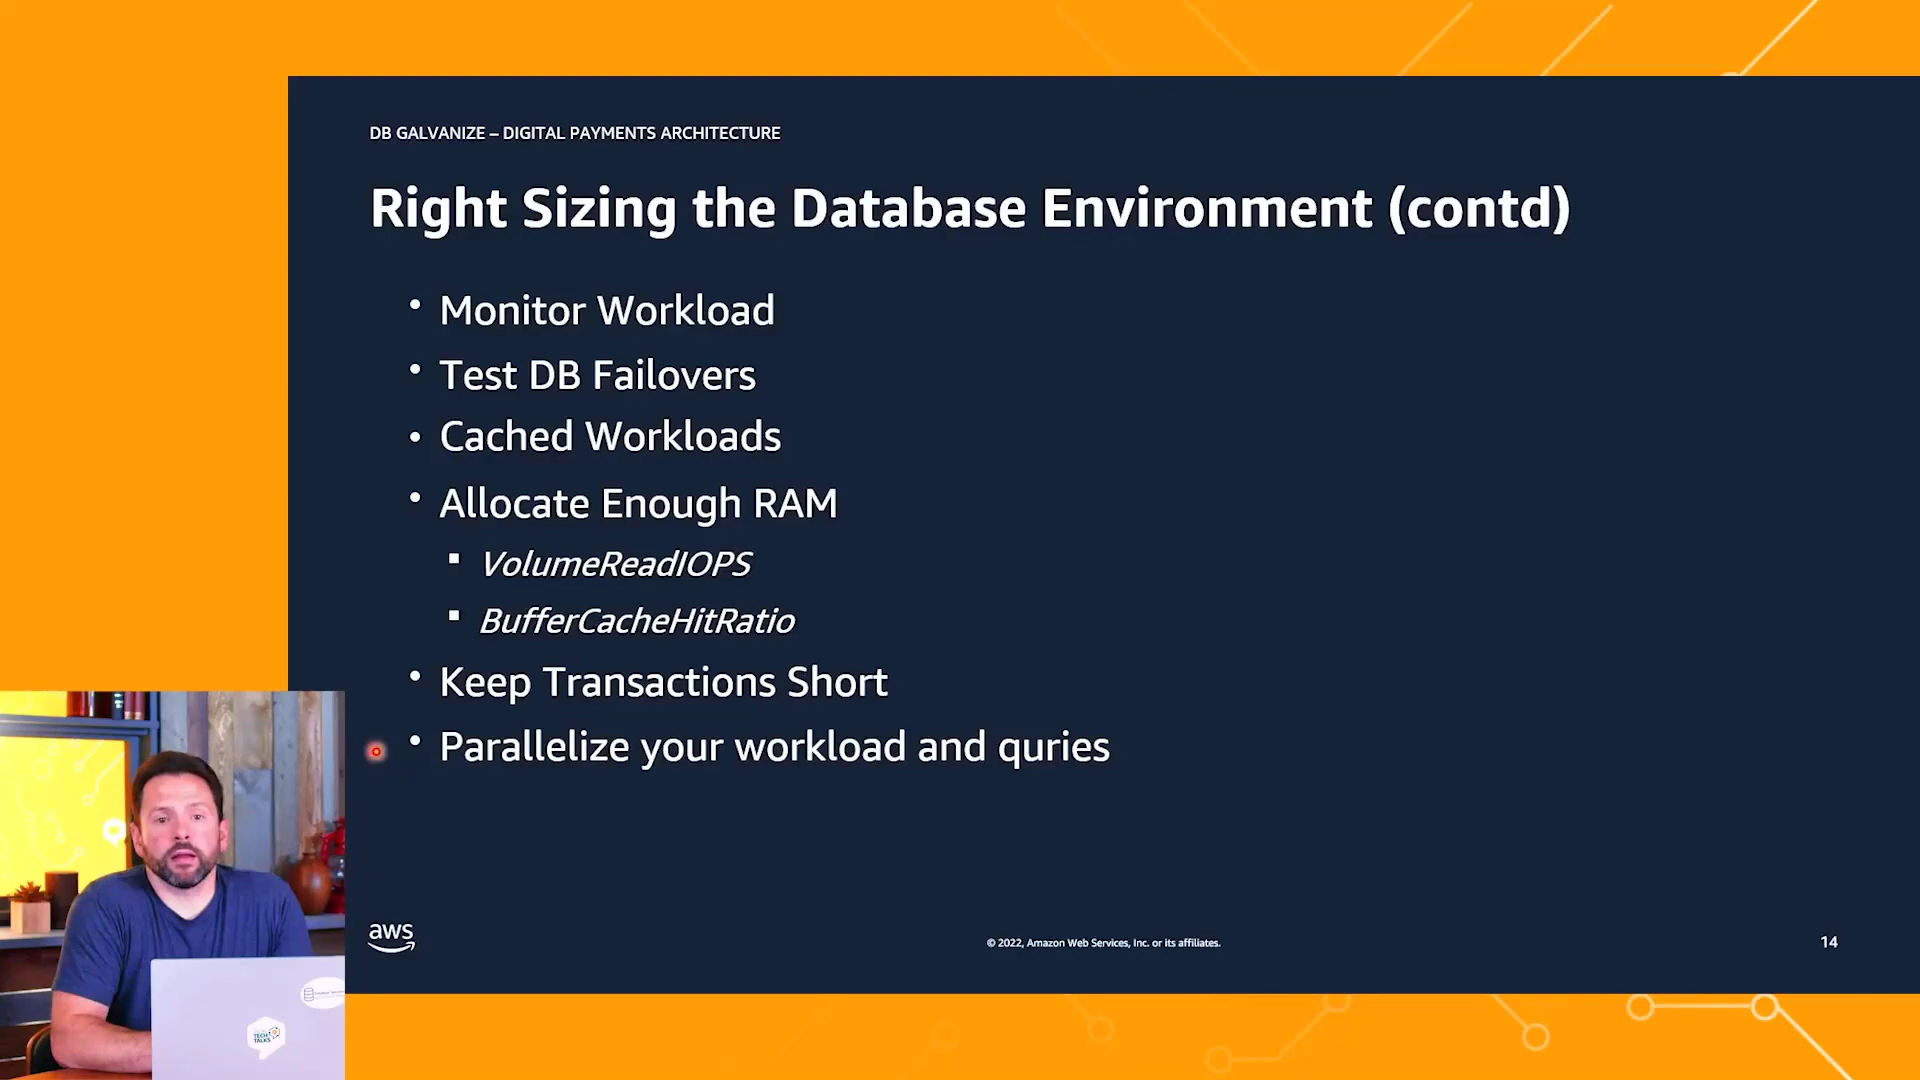 DB GALVANIZE – DIGITAL PAYMENTS ARCHITECTURE
Right Sizing the Database Environment (contd)
• Monitor Workload
• Test DB Failovers
• Cached Workloads
• Allocate Enough RAM
▪ VolumeReadIOPS
▪ BufferCacheHitRatio
• Keep Transactions Short
• Parallelize your workload and quries
aws
© 2022, Amazon Web Services, Inc. or its affiliates.
14
TECH
TALKS